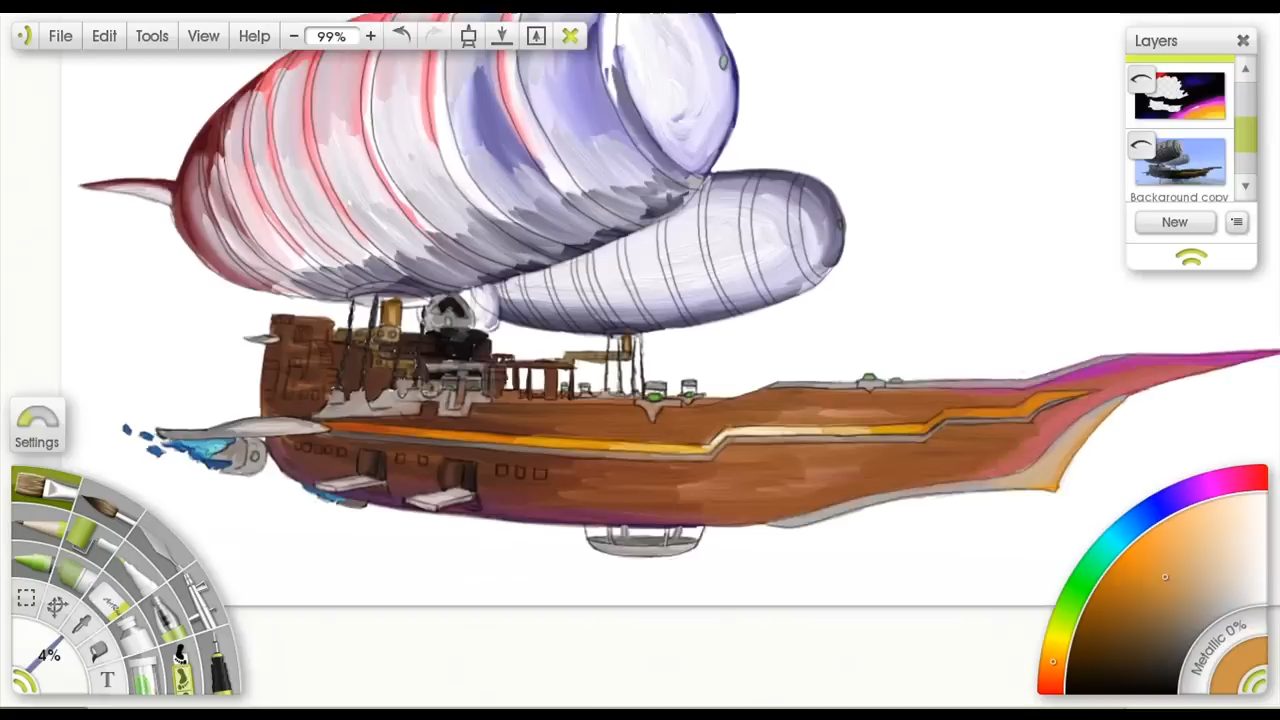 File Edit Tools View Help − 99% +
Layers
Background copy
New
Settings
4%
T
Metallic 0%